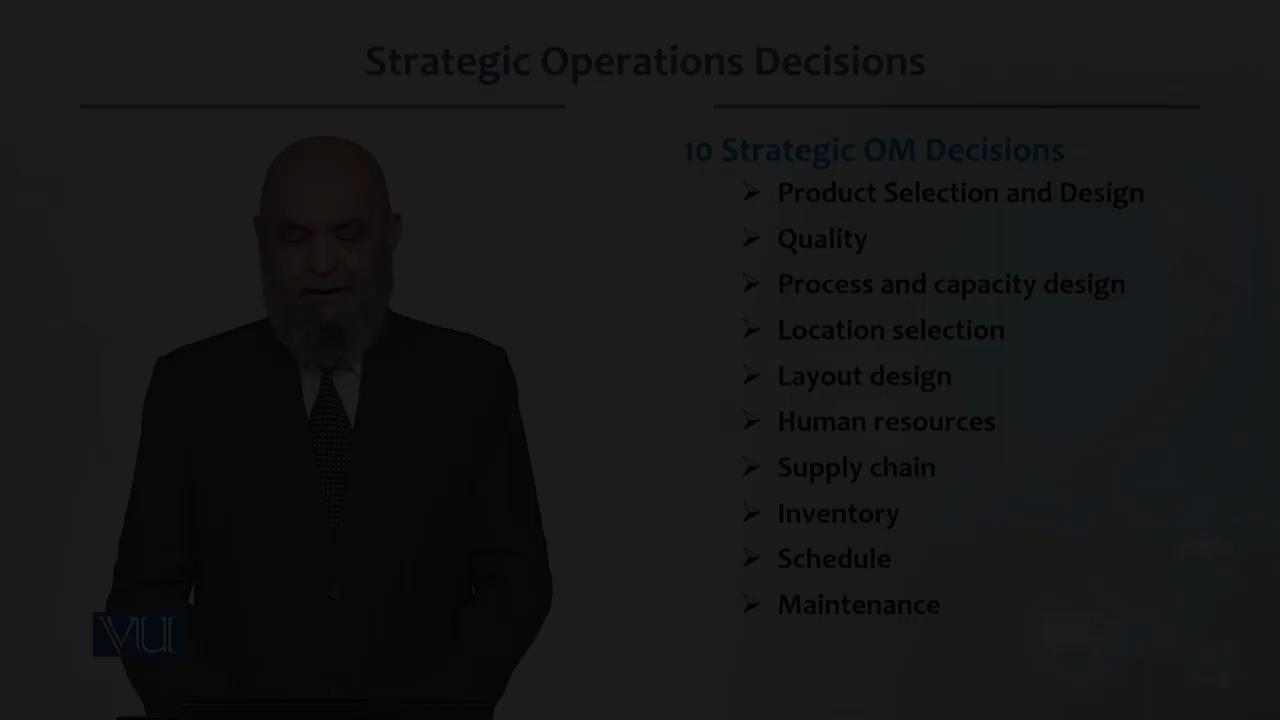 Strategic Operations Decisions
10 Strategic OM Decisions
Product Selection and Design
Quality
Process and capacity design
Location selection
Layout design
Human resources
Supply chain
Inventory
Schedule
Maintenance
VU